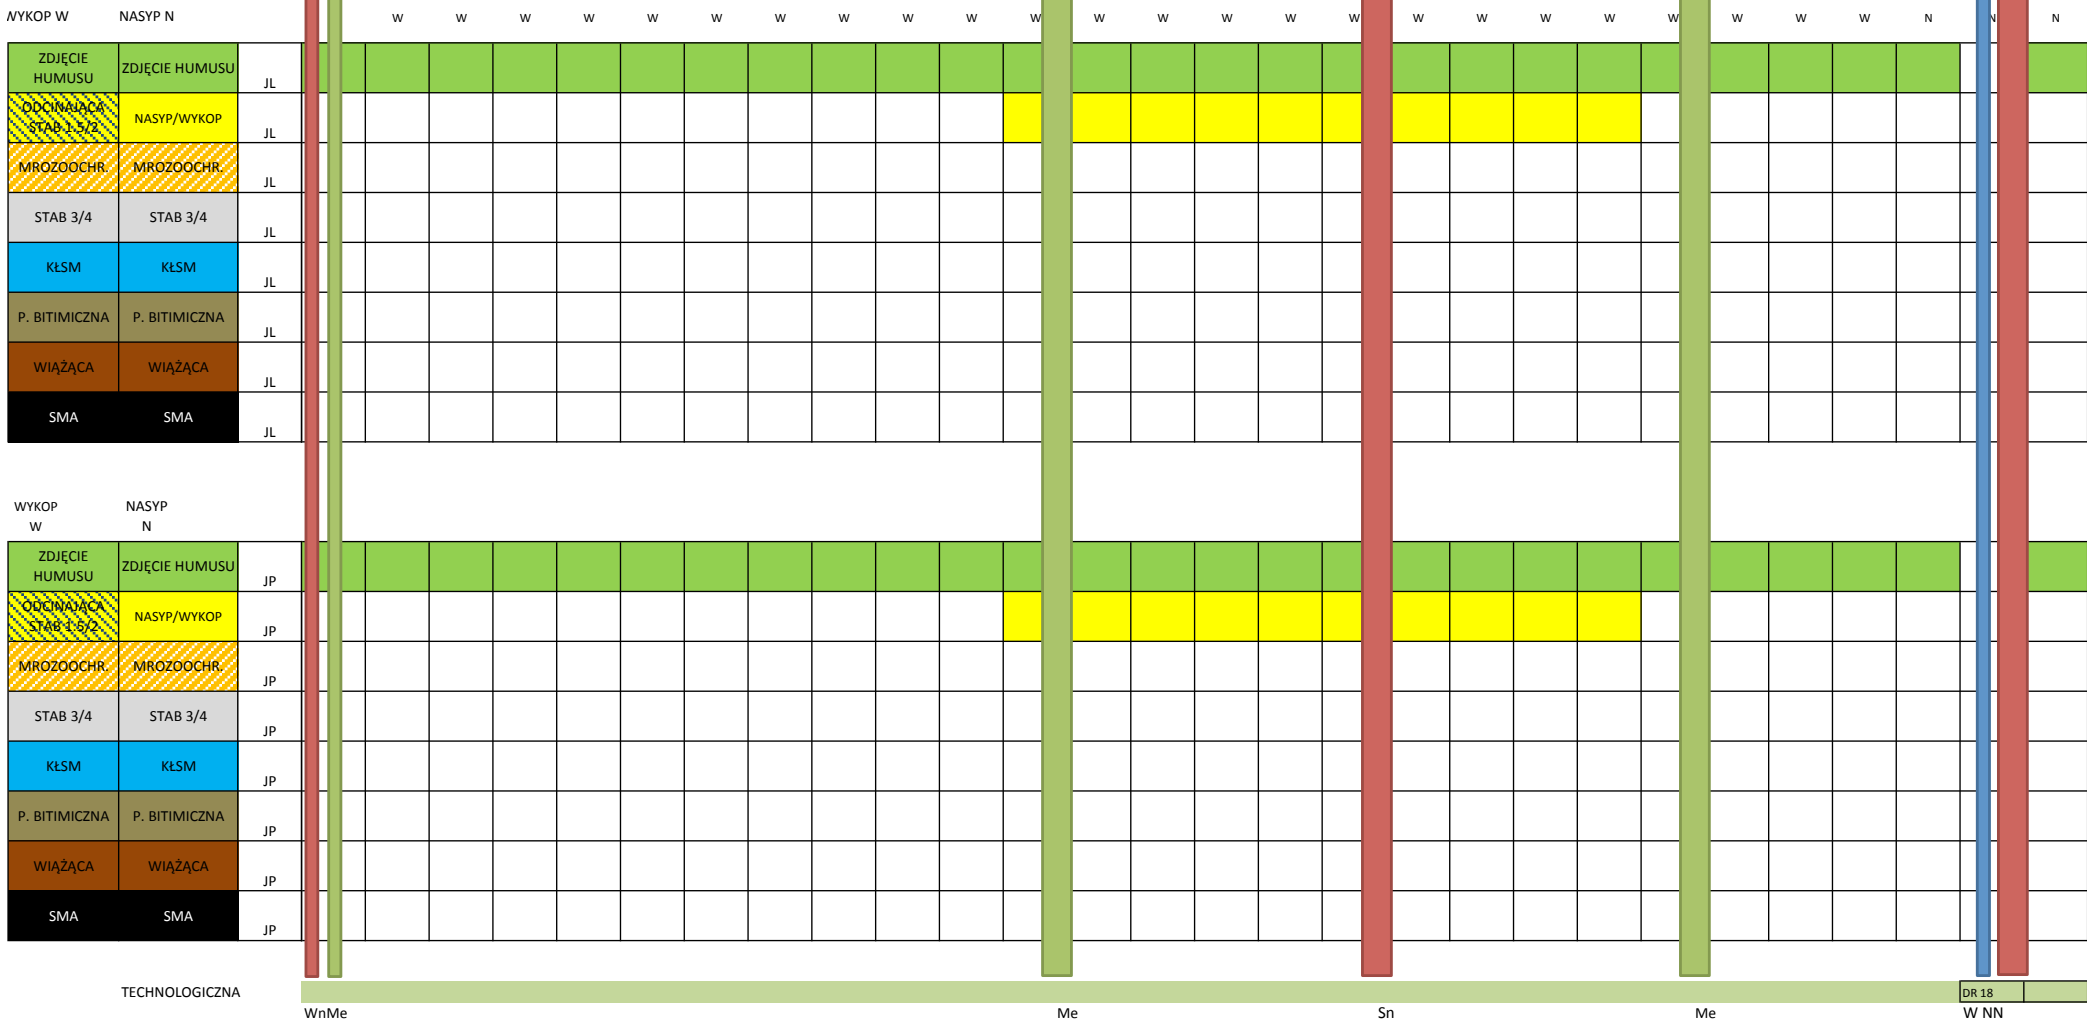 WYKOP W NASYP N W W W W W W W W W W W W W W W W W W W W W W W W N N N
ZDJĘCIE HUMUSU ZDJĘCIE HUMUSU JL
ODCINAJĄCA STAB 1.5/2 NASYP/WYKOP JL
MROZOOCHR. MROZOOCHR. JL
STAB 3/4 STAB 3/4 JL
KŁSM KŁSM JL
P. BITIMICZNA P. BITIMICZNA JL
WIĄŻĄCA WIĄŻĄCA JL
SMA SMA JL
WYKOP NASYP
W N
ZDJĘCIE HUMUSU ZDJĘCIE HUMUSU JP
ODCINAJĄCA STAB 1.5/2 NASYP/WYKOP JP
MROZOOCHR. MROZOOCHR. JP
STAB 3/4 STAB 3/4 JP
KŁSM KŁSM JP
P. BITIMICZNA P. BITIMICZNA JP
WIĄŻĄCA WIĄŻĄCA JP
SMA SMA JP
TECHNOLOGICZNA DR 18
WnMe Me Sn Me W NN